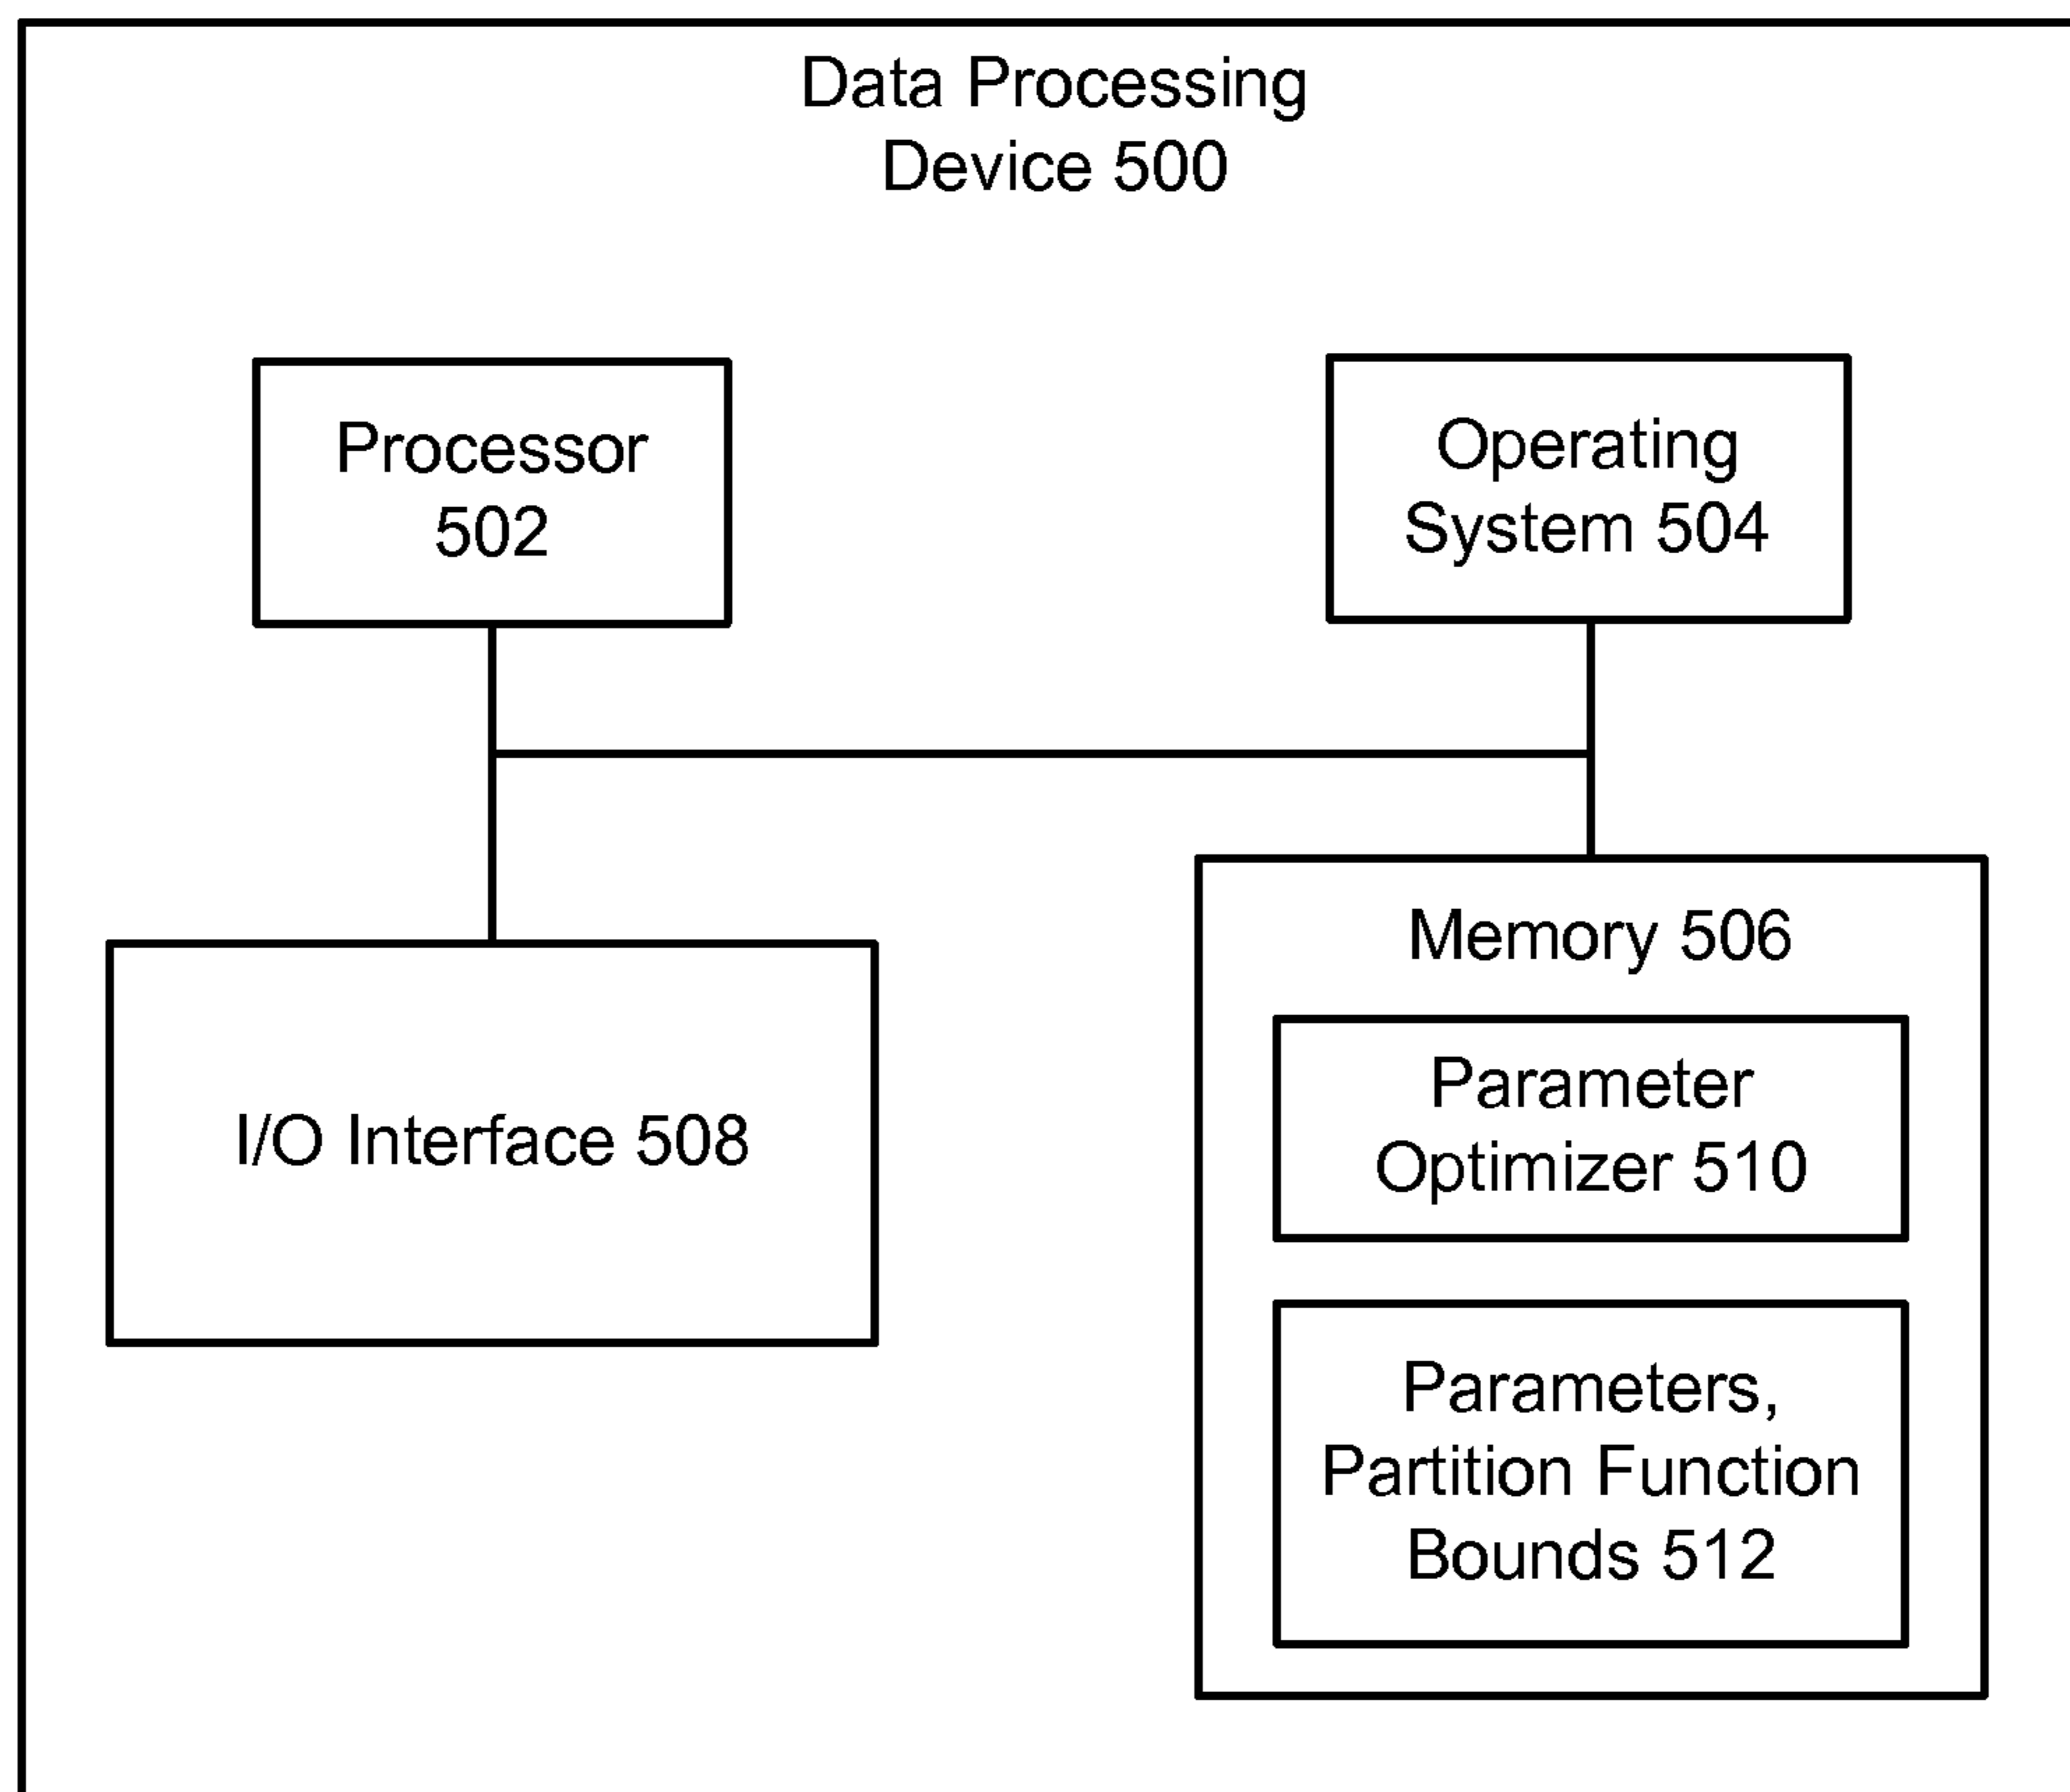 Data Processing
Device 500
Processor
502
Operating
System 504
I/O Interface 508
Memory 506
Parameter
Optimizer 510
Parameters,
Partition Function
Bounds 512